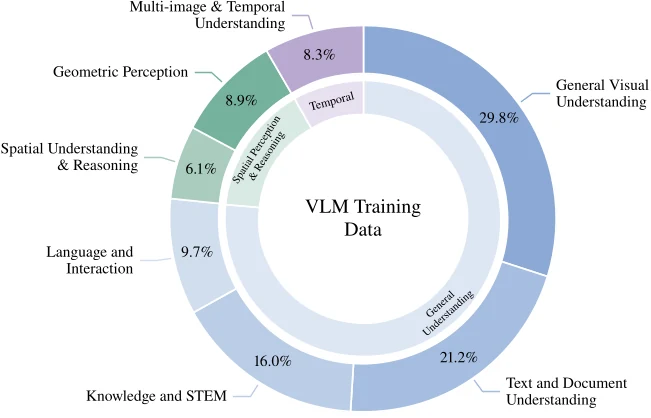 Multi-image & Temporal
Understanding
8.3%
Geometric Perception
8.9%
Temporal
General Visual
Understanding
29.8%
Spatial Perception
& Reasoning
Spatial Understanding
& Reasoning
6.1%
VLM Training
Data
Language and
Interaction
9.7%
General
Understanding
16.0%
21.2%
Knowledge and STEM
Text and Document
Understanding